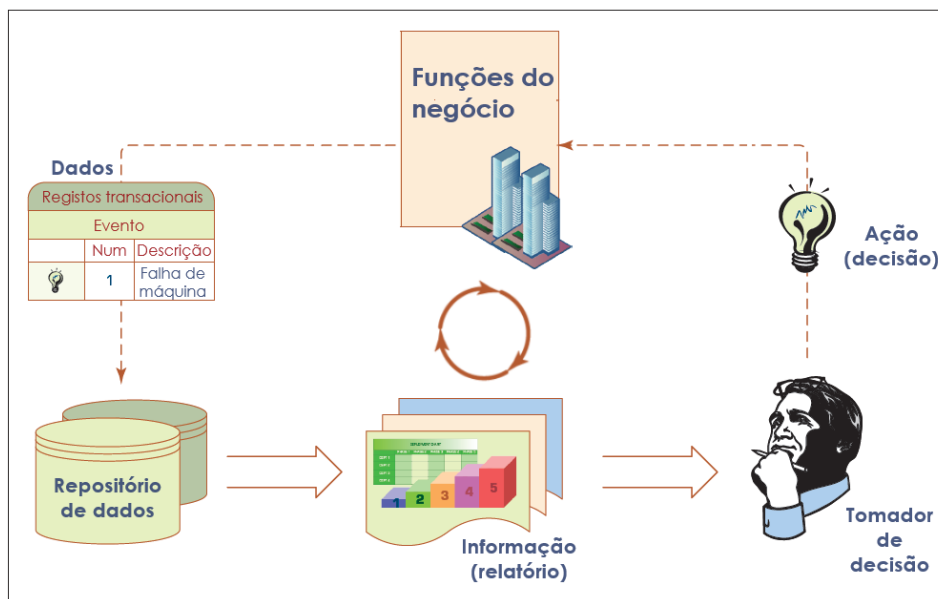 Funções do
negócio
Dados
Registos transacionais
Evento
Num Descrição
1 Falha de
máquina
Ação
(decisão)
Repositório
de dados
1 2 3 4 5
Informação
(relatório)
Tomador
de
decisão